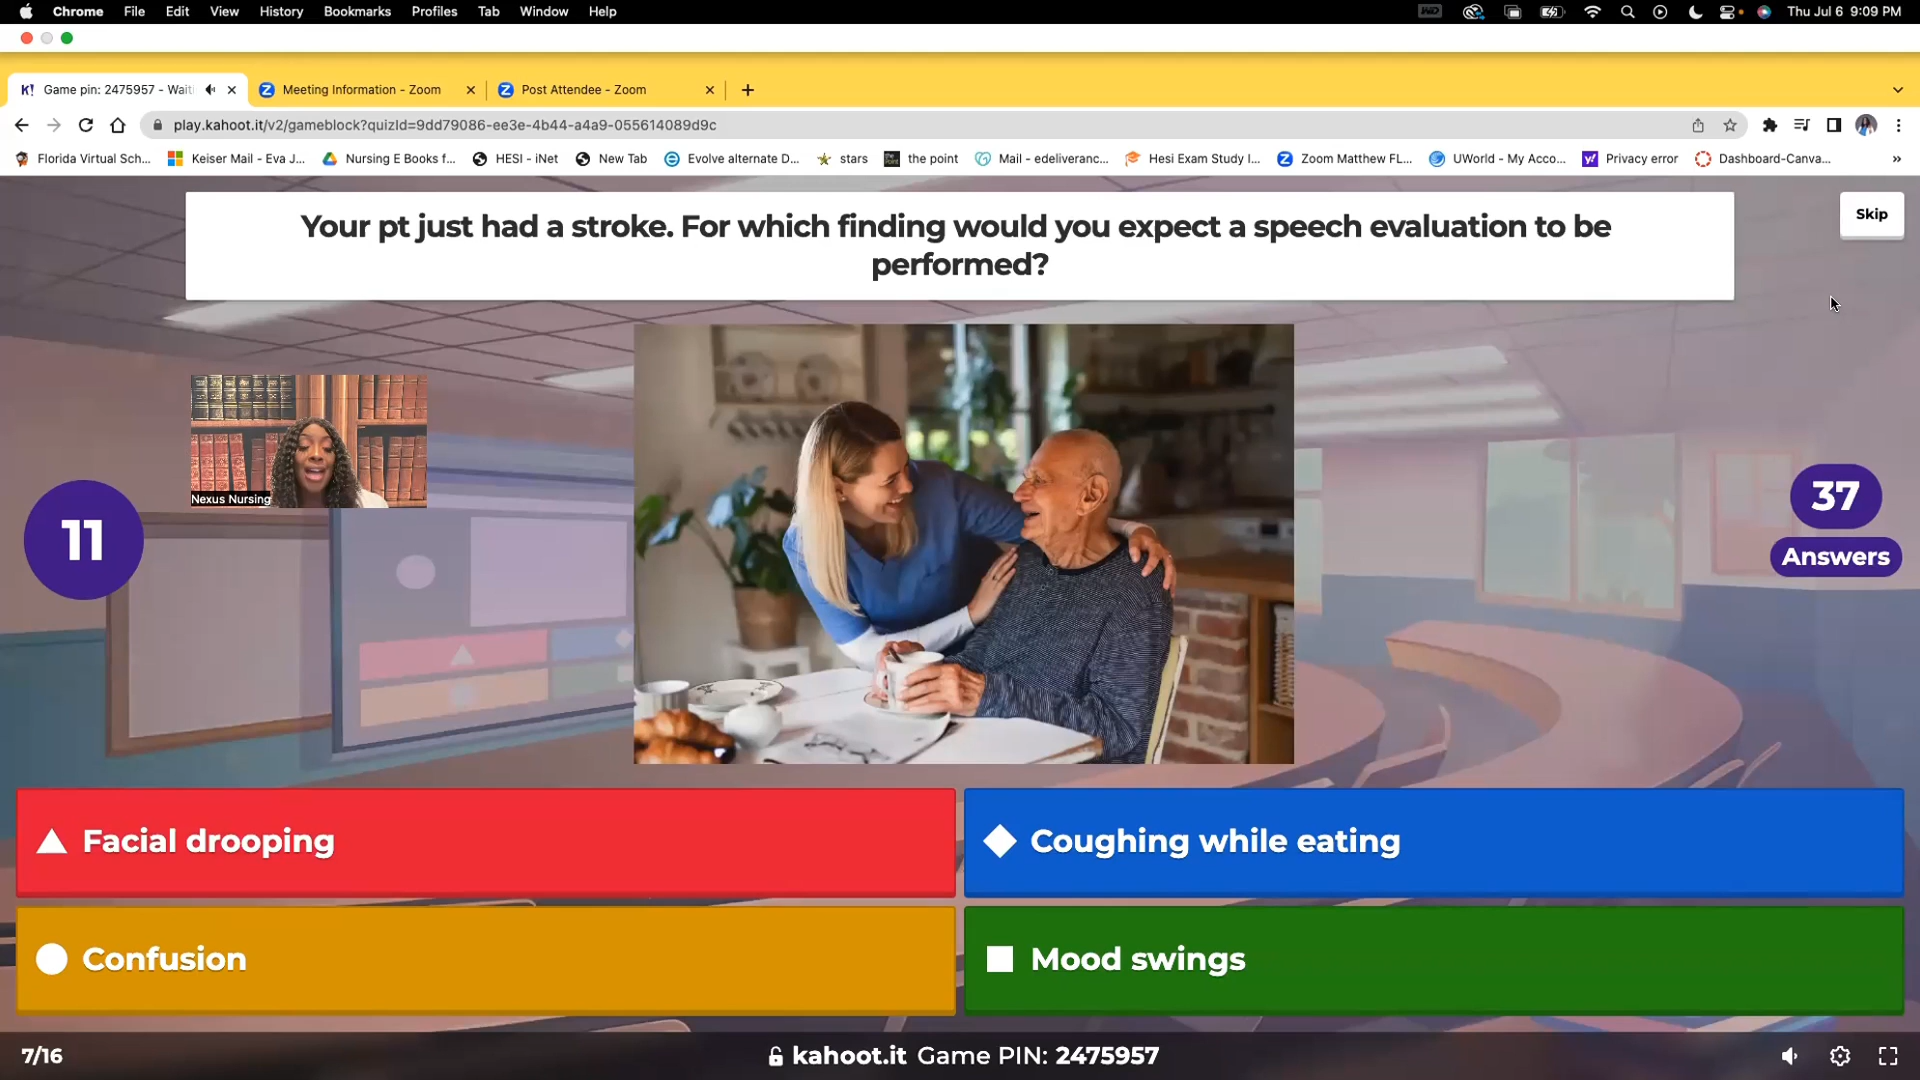 Chrome File Edit View History Bookmarks Profiles Tab Window Help
Thu Jul 6 9:09 PM
K! Game pin: 2475957 - Wait
Meeting Information - Zoom
Post Attendee - Zoom
play.kahoot.it/v2/gameblock?quizId=9dd79086-ee3e-4b44-a4a9-055614089d9c
Florida Virtual Sch...
Keiser Mail - Eva J...
Nursing E Books f...
HESI - iNet
New Tab
Evolve alternate D...
stars
the point
Mail - edeliveranc...
Hesi Exam Study I...
Zoom Matthew FL...
UWorld - My Acco...
Privacy error
Dashboard-Canva...
Your pt just had a stroke. For which finding would you expect a speech evaluation to be
performed?
Skip
Nexus Nursing
11
37
Answers
Facial drooping
Coughing while eating
Confusion
Mood swings
7/16
kahoot.it Game PIN: 2475957